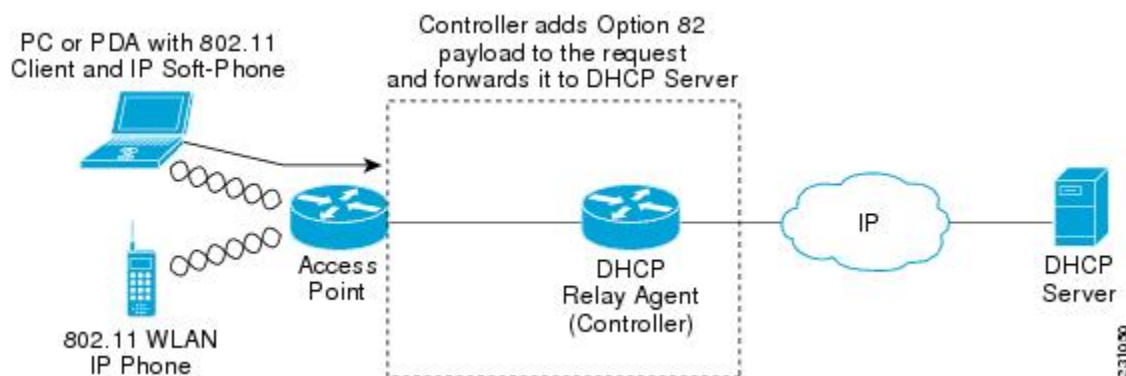 Controller adds Option 82
payload to the request
and forwards it to DHCP Server
PC or PDA with 802.11
Client and IP Soft-Phone
Access
Point
DHCP
Relay Agent
(Controller)
IP
DHCP
Server
802.11 WLAN
IP Phone
231050